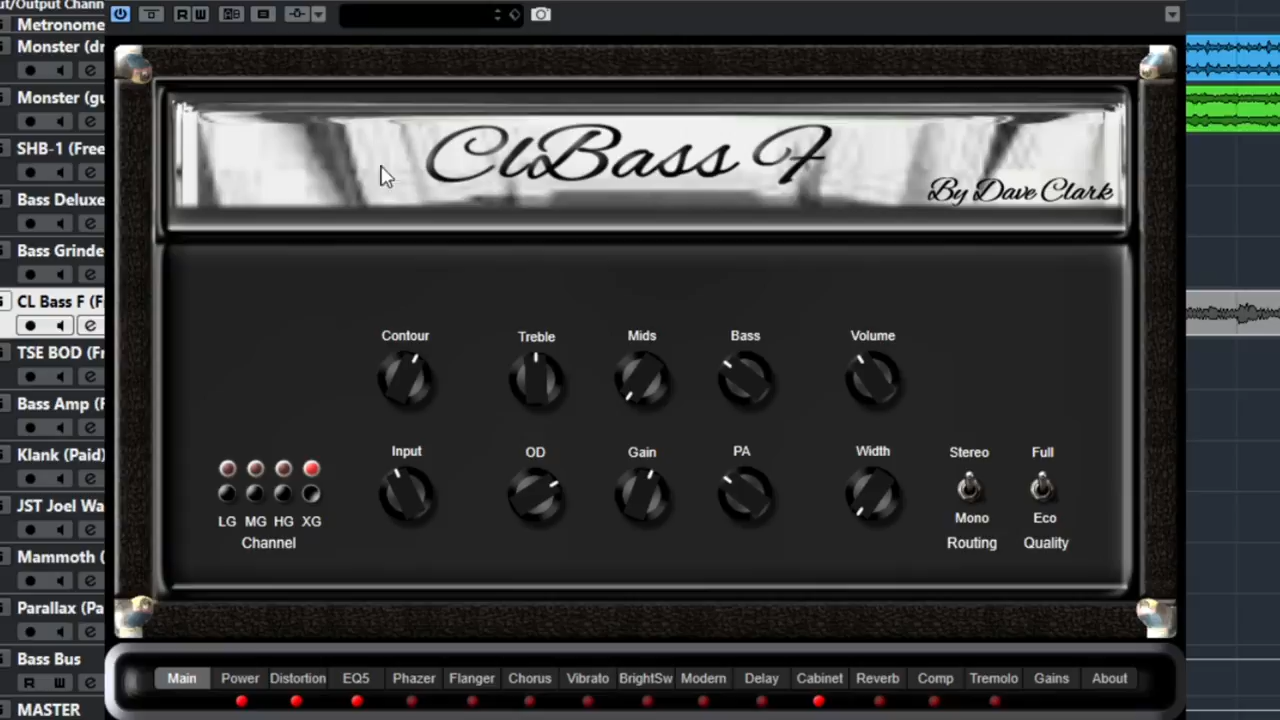 ut/Output Chann
Metronome
Monster (dr
Monster (gu
SHB-1 (Free
Bass Deluxe
Bass Grinde
CL Bass F (F
TSE BOD (Fr
Bass Amp (F
Klank (Paid)
JST Joel Wa
Mammoth (
Parallax (Pa
Bass Bus
R W
MASTER
R W
ClBass F
By Dave Clark
Contour Treble Mids Bass Volume
Input OD Gain PA Width Stereo Full
LG MG HG XG Mono Eco
Channel Routing Quality
Main Power Distortion EQ5 Phazer Flanger Chorus Vibrato BrightSw Modern Delay Cabinet Reverb Comp Tremolo Gains About